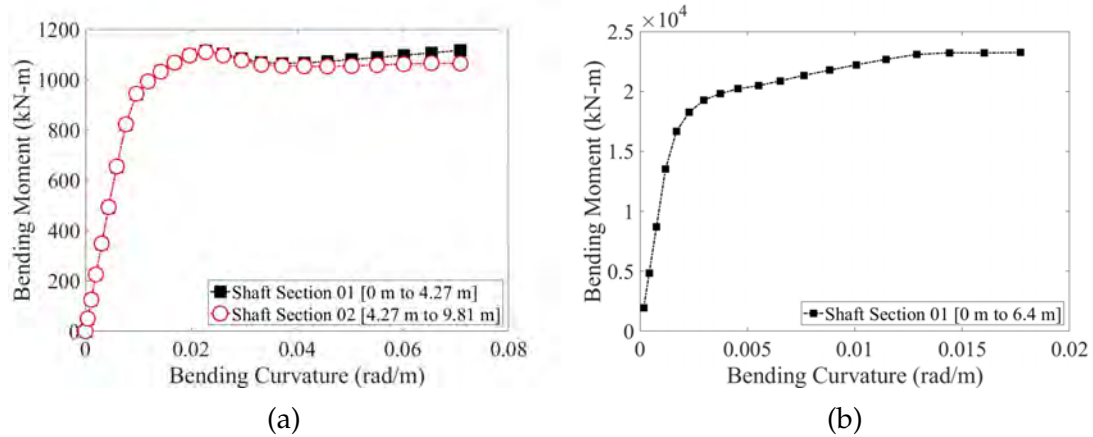 1200
1000
800
600
400
200
0
Bending Moment (kN-m)
Shaft Section 01 [0 m to 4.27 m]
Shaft Section 02 [4.27 m to 9.81 m]
0 0.02 0.04 0.06 0.08
Bending Curvature (rad/m)
(a)
×10⁴
2.5
2
1.5
1
0.5
0
Bending Moment (kN-m)
Shaft Section 01 [0 m to 6.4 m]
0 0.005 0.01 0.015 0.02
Bending Curvature (rad/m)
(b)